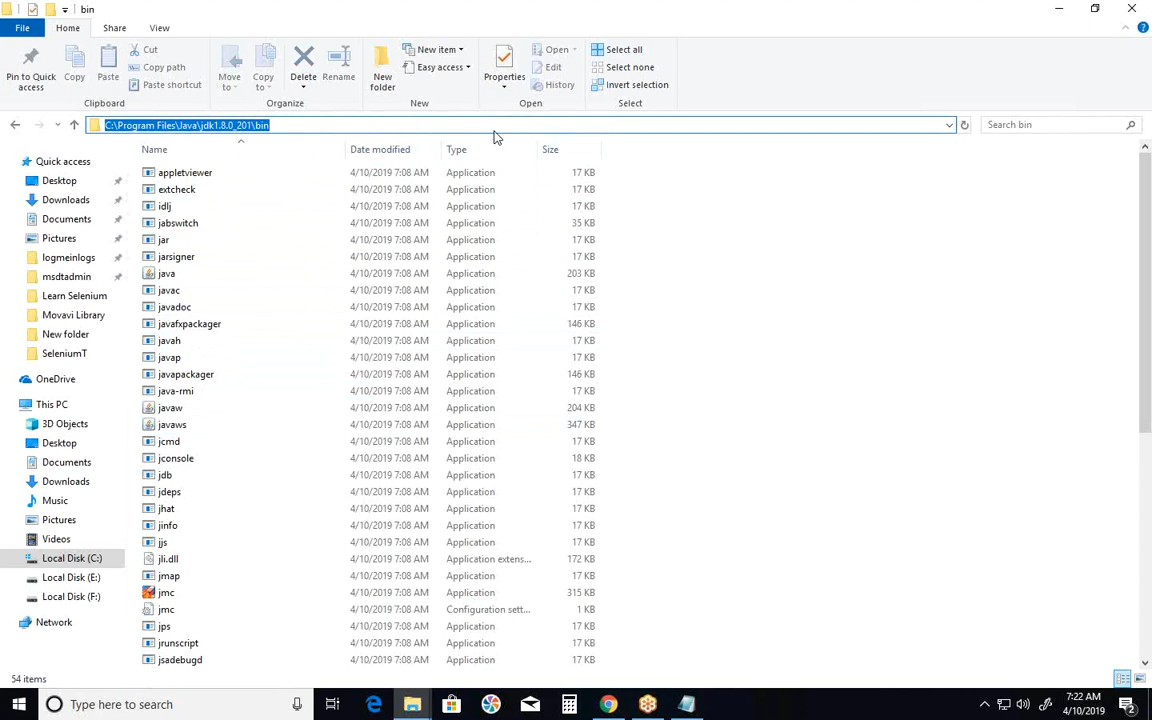 bin
File Home Share View
Pin to Quick access
Copy
Paste
Cut
Copy path
Paste shortcut
Clipboard
Move to
Copy to
Delete
Rename
Organize
New folder
New item
Easy access
New
Properties
Open
Edit
History
Open
Select all
Select none
Invert selection
Select
C:\Program Files\Java\jdk1.8.0_201\bin
Search bin
Name Date modified Type Size
Quick access
Desktop
Downloads
Documents
Pictures
logmeinlogs
msdtadmin
Learn Selenium
Movavi Library
New folder
SeleniumT
OneDrive
This PC
3D Objects
Desktop
Documents
Downloads
Music
Pictures
Videos
Local Disk (C:)
Local Disk (E:)
Local Disk (F:)
Network
appletviewer 4/10/2019 7:08 AM Application 17 KB
extcheck 4/10/2019 7:08 AM Application 17 KB
idlj 4/10/2019 7:08 AM Application 17 KB
jabswitch 4/10/2019 7:08 AM Application 35 KB
jar 4/10/2019 7:08 AM Application 17 KB
jarsigner 4/10/2019 7:08 AM Application 17 KB
java 4/10/2019 7:08 AM Application 203 KB
javac 4/10/2019 7:08 AM Application 17 KB
javadoc 4/10/2019 7:08 AM Application 17 KB
javafxpackager 4/10/2019 7:08 AM Application 146 KB
javah 4/10/2019 7:08 AM Application 17 KB
javap 4/10/2019 7:08 AM Application 17 KB
javapackager 4/10/2019 7:08 AM Application 146 KB
java-rmi 4/10/2019 7:08 AM Application 17 KB
javaw 4/10/2019 7:08 AM Application 204 KB
javaws 4/10/2019 7:08 AM Application 347 KB
jcmd 4/10/2019 7:08 AM Application 17 KB
jconsole 4/10/2019 7:08 AM Application 18 KB
jdb 4/10/2019 7:08 AM Application 17 KB
jdeps 4/10/2019 7:08 AM Application 17 KB
jhat 4/10/2019 7:08 AM Application 17 KB
jinfo 4/10/2019 7:08 AM Application 17 KB
jjs 4/10/2019 7:08 AM Application 17 KB
jli.dll 4/10/2019 7:08 AM Application extens... 172 KB
jmap 4/10/2019 7:08 AM Application 17 KB
jmc 4/10/2019 7:08 AM Application 315 KB
jmc 4/10/2019 7:08 AM Configuration sett... 1 KB
jps 4/10/2019 7:08 AM Application 17 KB
jrunscript 4/10/2019 7:08 AM Application 17 KB
jsadebugd 4/10/2019 7:08 AM Application 17 KB
54 items
Type here to search
7:22 AM
4/10/2019
2